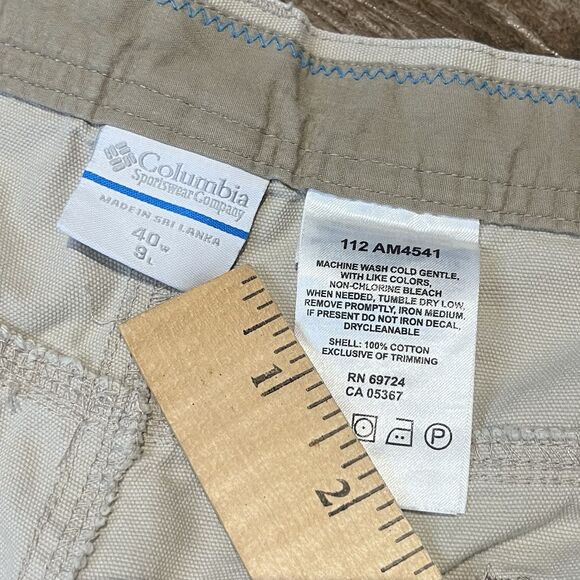 Columbia
Sportswear Company
MADE IN SRI LANKA
40W
9L
112 AM4541
MACHINE WASH COLD GENTLE,
WITH LIKE COLORS,
NON-CHLORINE BLEACH
WHEN NEEDED, TUMBLE DRY LOW,
REMOVE PROMPTLY, IRON MEDIUM,
IF PRESENT DO NOT IRON DECAL,
DRYCLEANABLE
SHELL: 100% COTTON
EXCLUSIVE OF TRIMMING
RN 69724
CA 05367
P
1
2